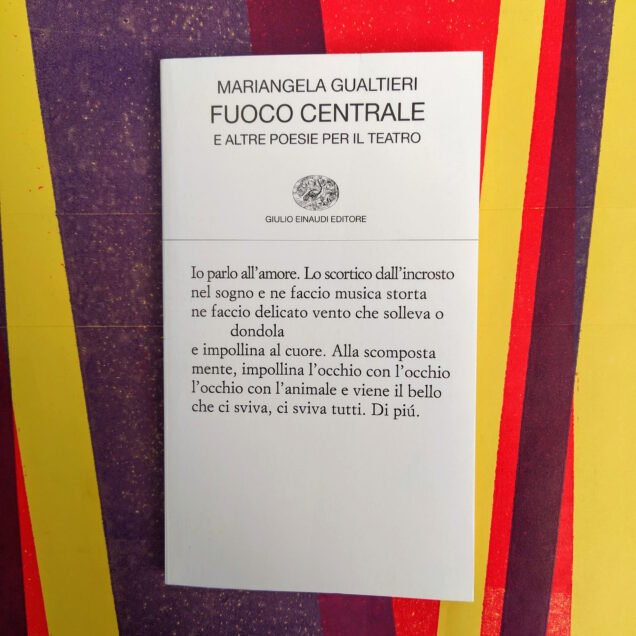 MARIANGELA GUALTIERI
FUOCO CENTRALE
E ALTRE POESIE PER IL TEATRO
GIULIO EINAUDI EDITORE
Io parlo all'amore. Lo scortico dall'incrosto
nel sogno e ne faccio musica storta
ne faccio delicato vento che solleva o
dondola
e impollina al cuore. Alla scomposta
mente, impollina l'occhio con l'occhio
l'occhio con l'animale e viene il bello
che ci sviva, ci sviva tutti. Di piú.